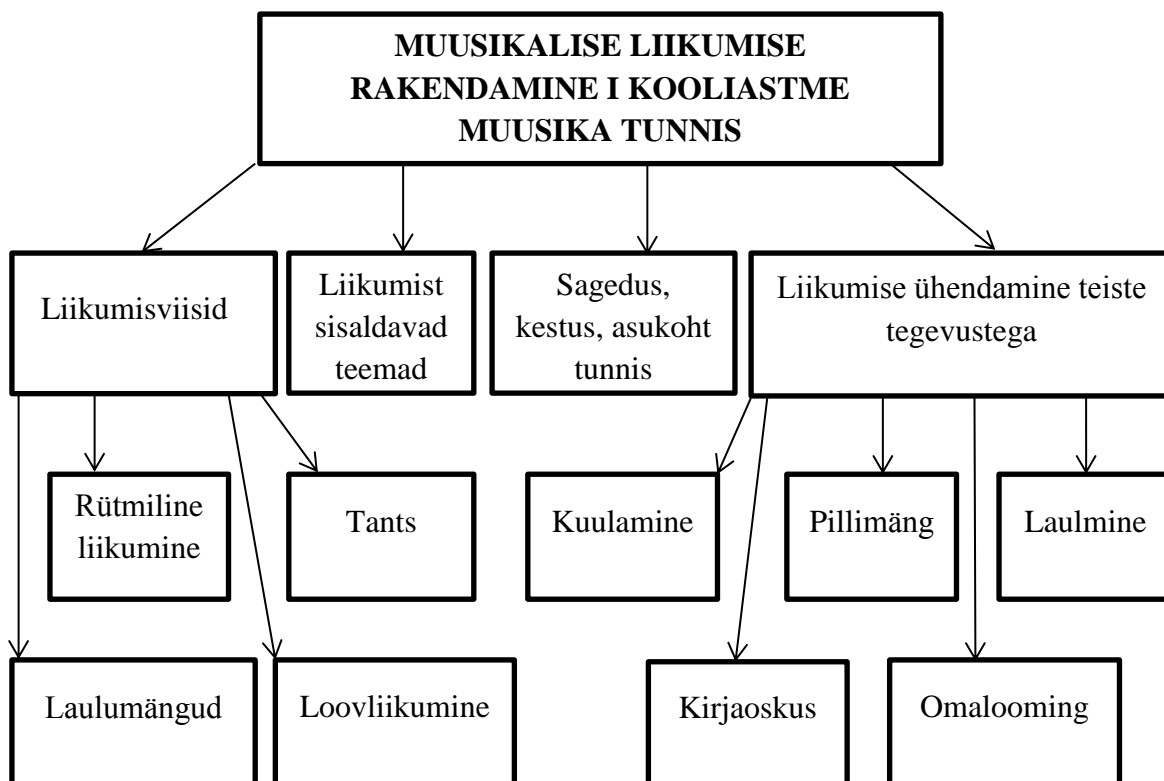 MUUSIKALISE LIIKUMISE
RAKENDAMINE I KOOLIASTME
MUUSIKA TUNNIS
Liikumisviisid
Liikumist
sisaldavad
teemad
Sagedus,
kestus, asukoht
tunnis
Liikumise ühendamine teiste
tegevustega
Rütmiline
liikumine
Tants
Kuulamine
Pillimäng
Laulmine
Laulumängud
Loovliikumine
Kirjaoskus
Omalooming